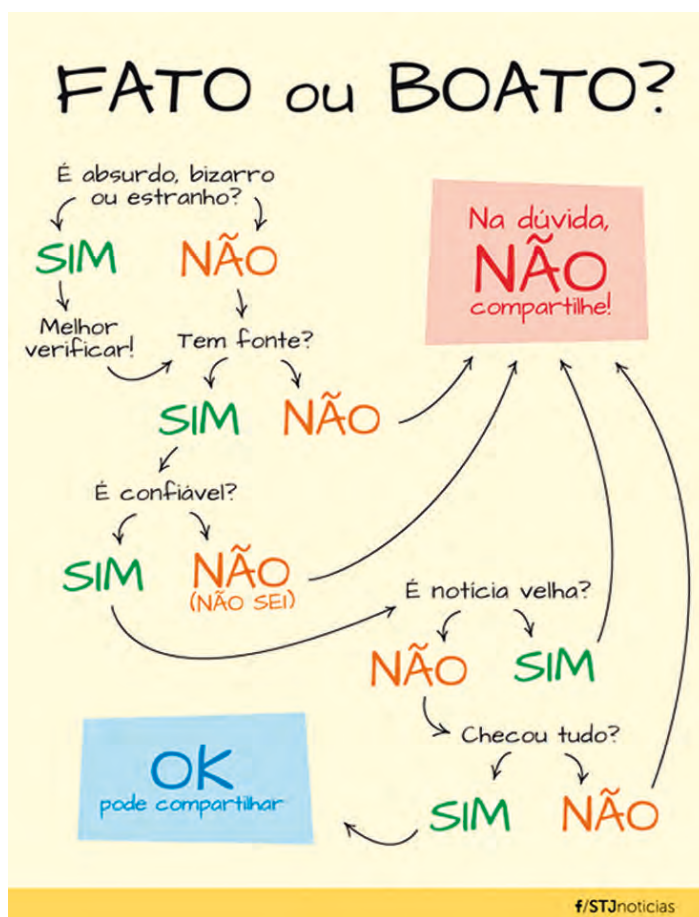 FATO ou BOATO?
É absurdo, bizarro
ou estranho?
SIM
NÃO
Melhor
verificar!
Tem fonte?
SIM
NÃO
É confiável?
SIM
NÃO
(NÃO SEI)
É notícia velha?
NÃO
SIM
Checou tudo?
SIM
NÃO
Na dúvida,
NÃO
compartilhe!
OK
pode compartilhar
f/STJnoticias